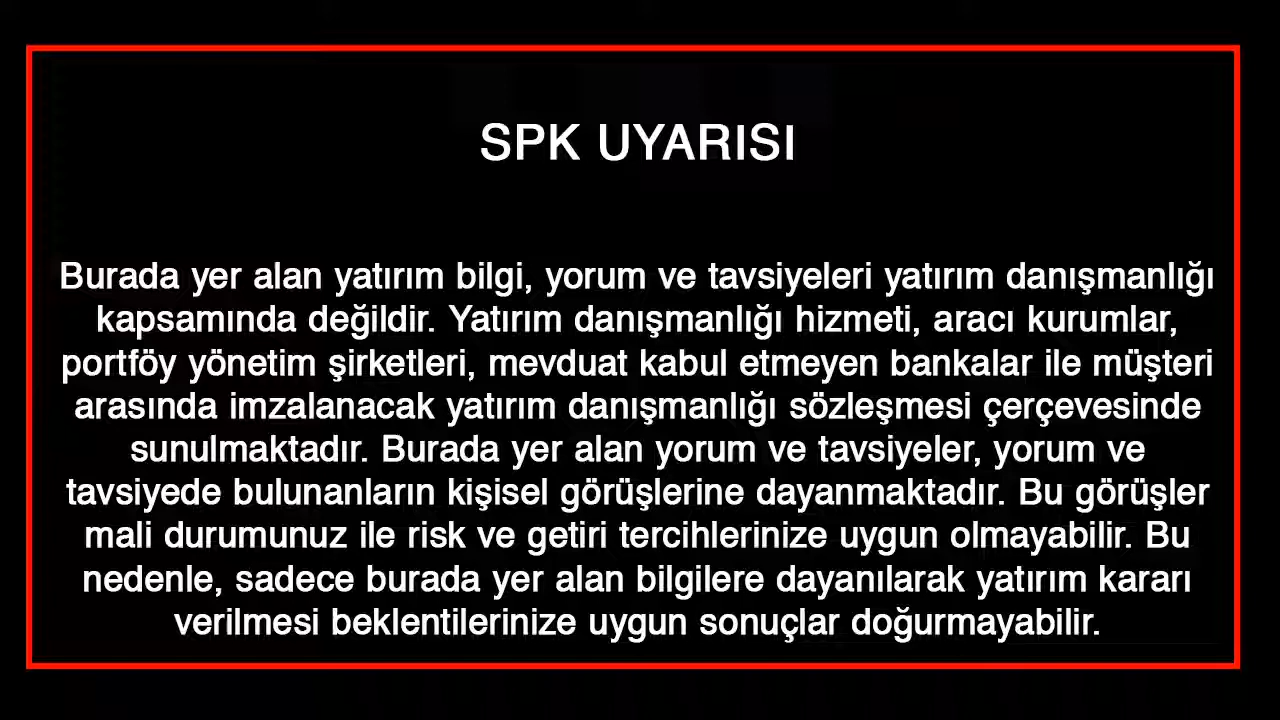 SPK UYARISI
Burada yer alan yatırım bilgi, yorum ve tavsiyeleri yatırım danışmanlığı
kapsamında değildir. Yatırım danışmanlığı hizmeti, aracı kurumlar,
portföy yönetim şirketleri, mevduat kabul etmeyen bankalar ile müşteri
arasında imzalanacak yatırım danışmanlığı sözleşmesi çerçevesinde
sunulmaktadır. Burada yer alan yorum ve tavsiyeler, yorum ve
tavsiyede bulunanların kişisel görüşlerine dayanmaktadır. Bu görüşler
mali durumunuz ile risk ve getiri tercihlerinize uygun olmayabilir. Bu
nedenle, sadece burada yer alan bilgilere dayanılarak yatırım kararı
verilmesi beklentilerinize uygun sonuçlar doğurmayabilir.